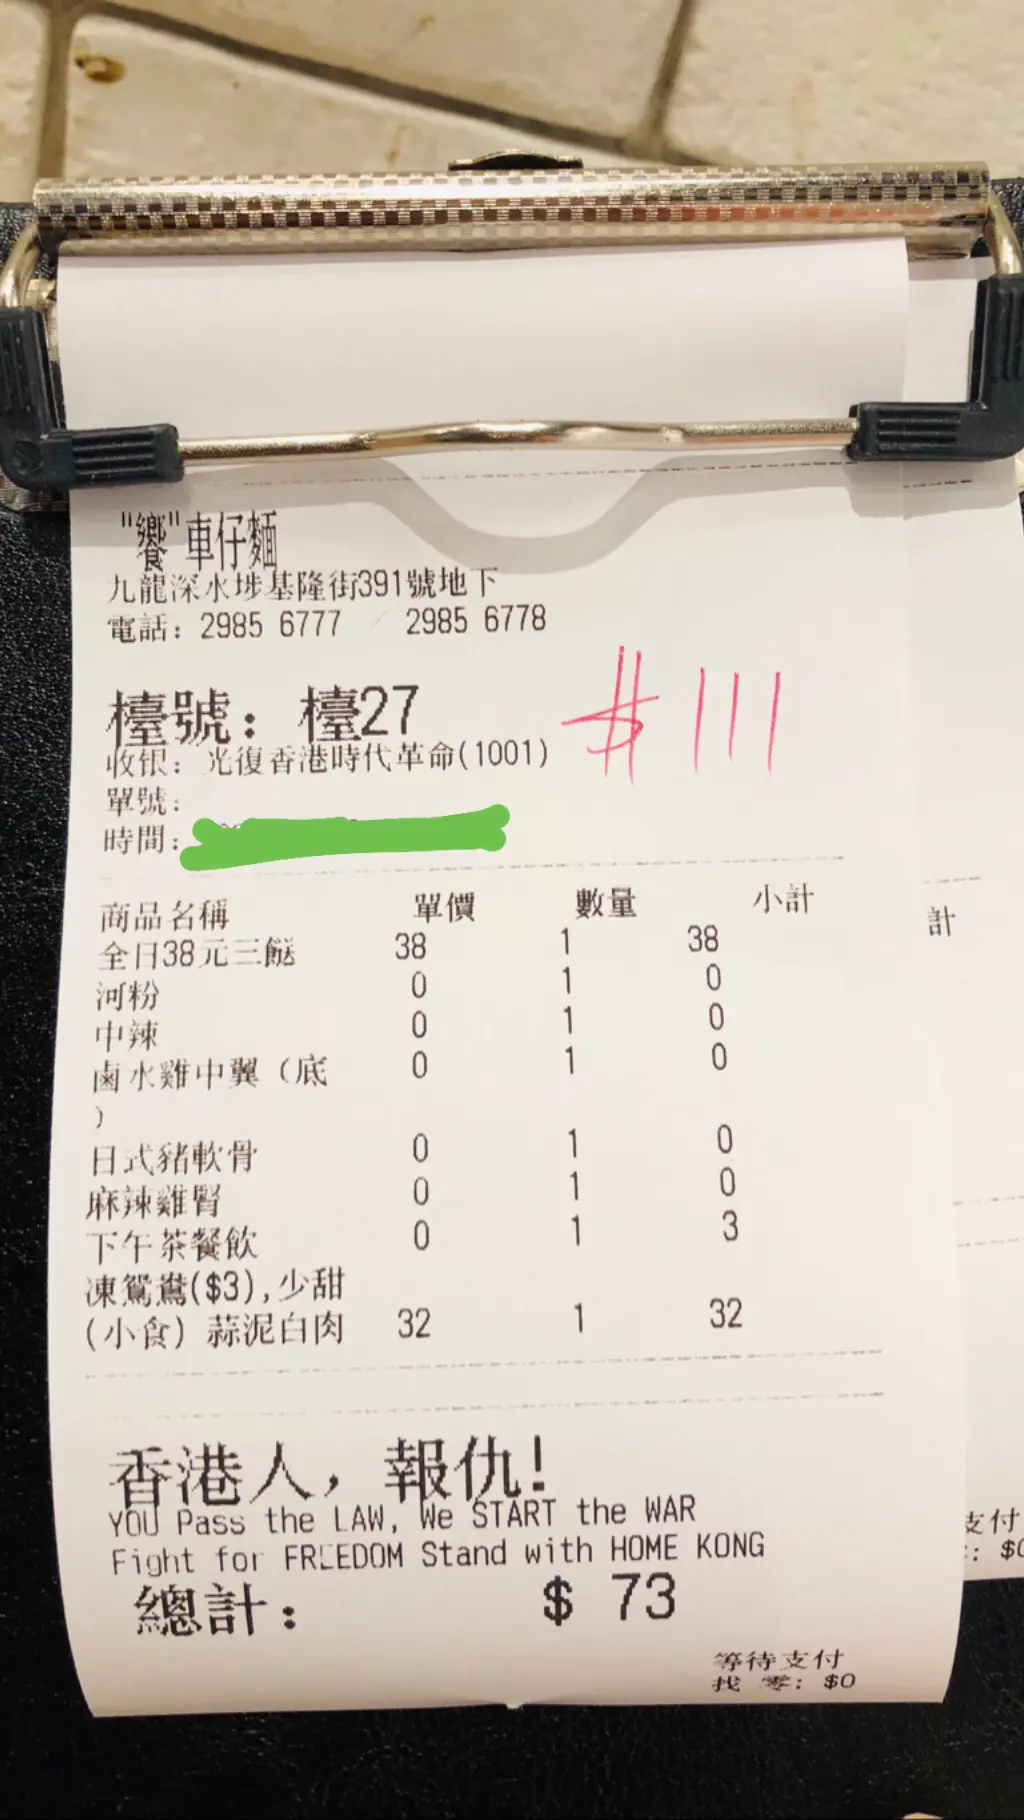 "饗"車仔麵
九龍深水埗基隆街391號地下
電話: 2985 6777 / 2985 6778
檯號: 檯27
$111
收银: 光復香港時代革命(1001)
單號:
時間:
商品名稱 單價 數量 小計
全日38元三餸 38 1 38
河粉 0 1 0
中辣 0 1 0
鹵水雞中翼 (底 0 1 0
)
日式豬軟骨 0 1 0
麻辣雞腎 0 1 0
下午茶餐飲 0 1 3
凍鴛鴦($3),少甜
(小食) 蒜泥白肉 32 1 32
香港人, 報仇!
YOU Pass the LAW, We START the WAR
Fight for FREEDOM Stand with HOME KONG
總計: $ 73
等待支付
找 零: $0
計
支付
: $0